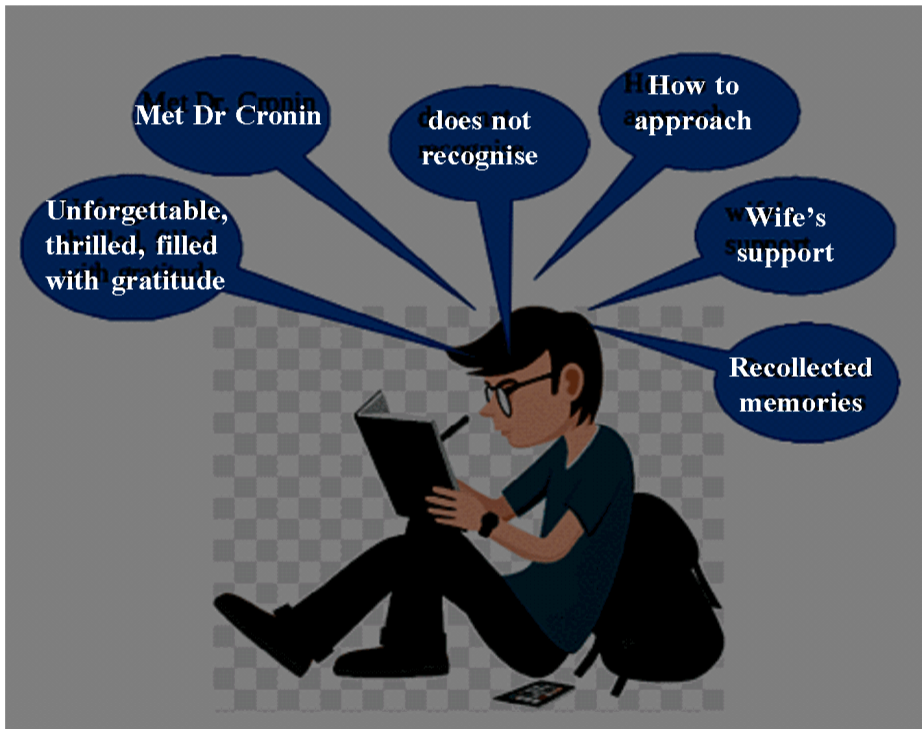 Met Dr Cronin
does not
recognise
How to
approach
Unforgettable,
thrilled, filled
with gratitude
Wife's
support
Recollected
memories